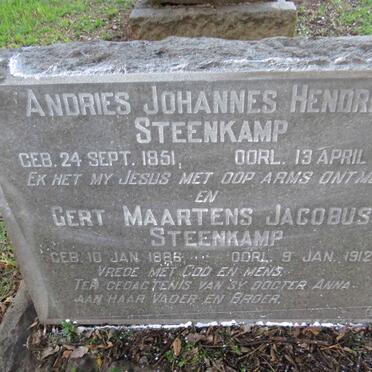 ANDRIES JOHANNES HENDR
STEENKAMP
GEB. 24 SEPT. 1851, OORL. 13 APRIL
EK HET MY JESUS MET OOP ARMS ONTM
EN
GERT MAARTENS JACOBUS
STEENKAMP
GEB. 10 JAN. 1886, OORL. 9 JAN. 1912
VREDE MET GOD EN MENS.
TER GEDAGTENIS VAN SY DOGTER ANNA
AAN HAAR VADER EN BROER.